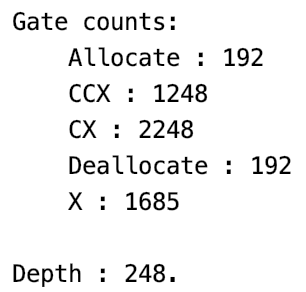 Gate counts:
Allocate : 192
CCX : 1248
CX : 2248
Deallocate : 192
X : 1685
Depth : 248.